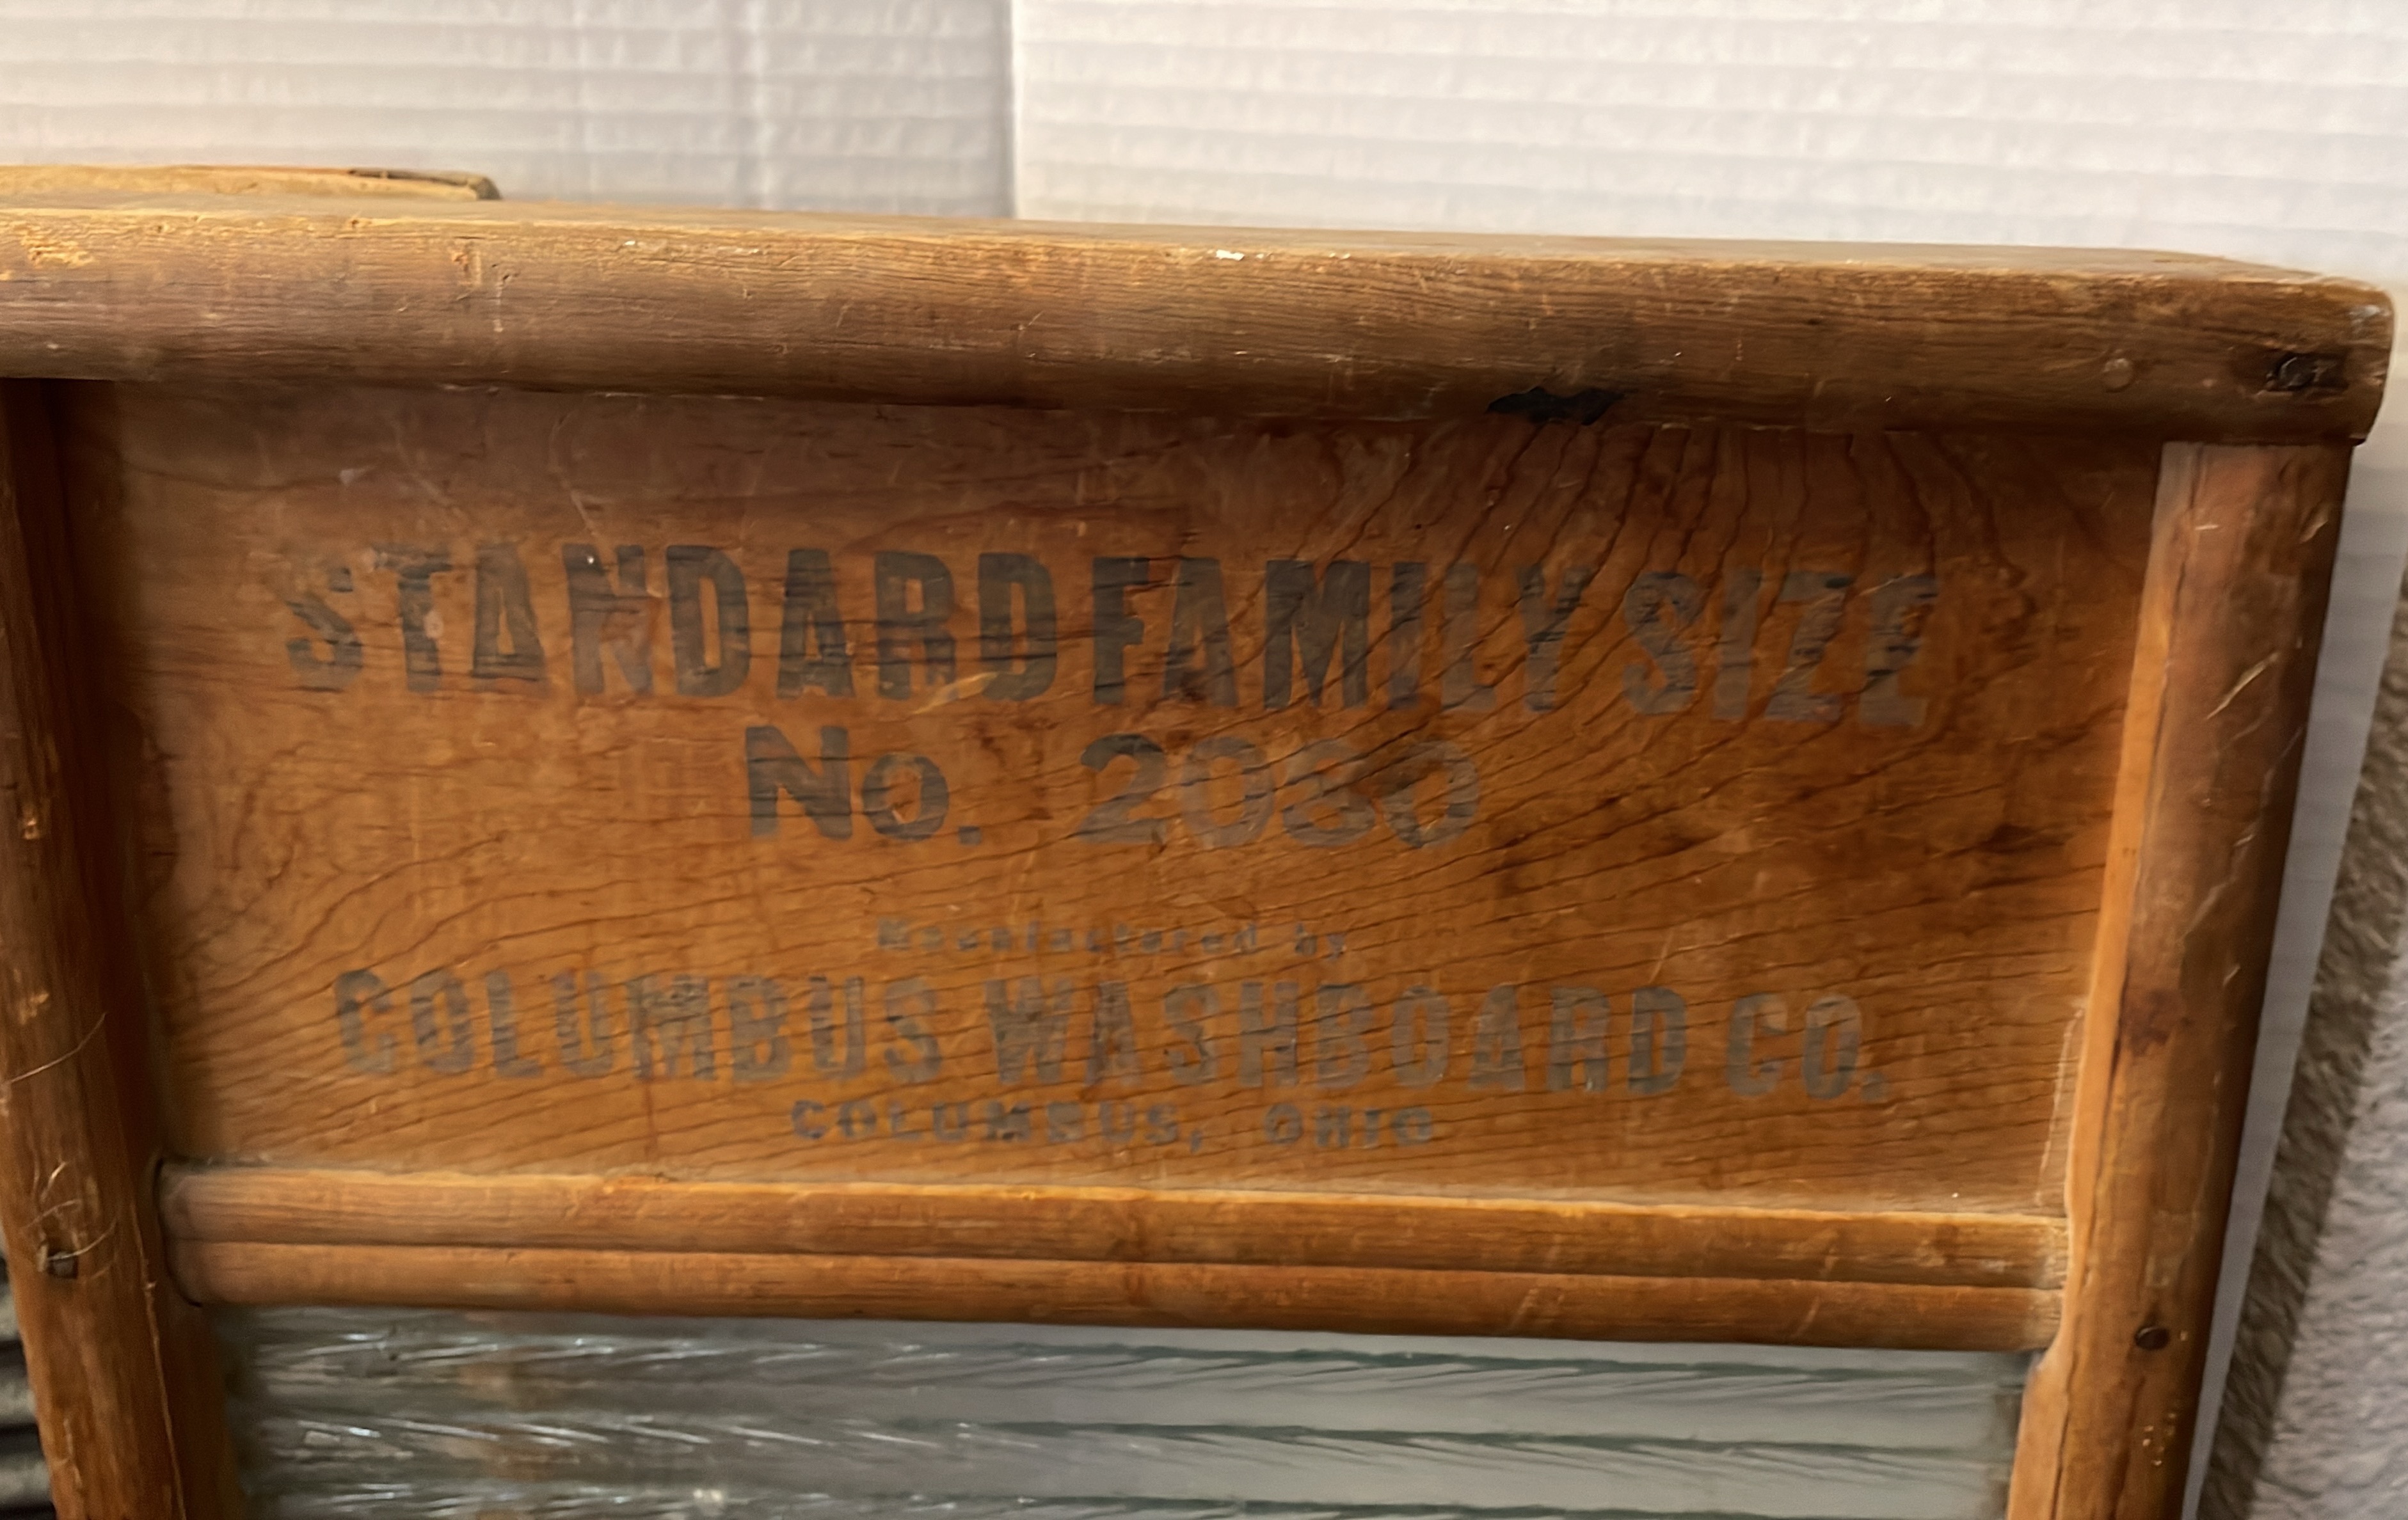 STANDARD FAMILY SIZE
No. 2080
Manufactured by
COLUMBUS WASHBOARD CO.
COLUMBUS, OHIO